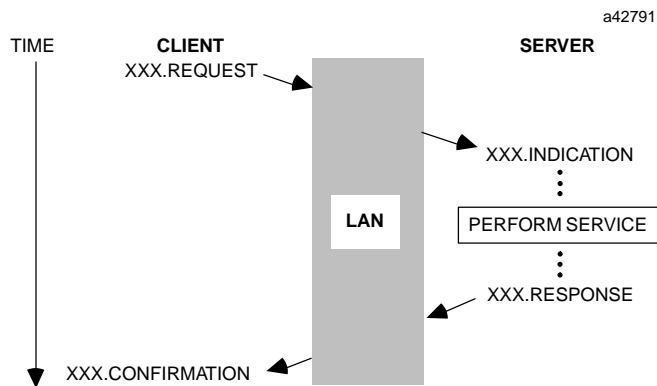 a42791
TIME
CLIENT
SERVER
XXX.REQUEST
XXX.INDICATION
LAN
PERFORM SERVICE
XXX.RESPONSE
XXX.CONFIRMATION